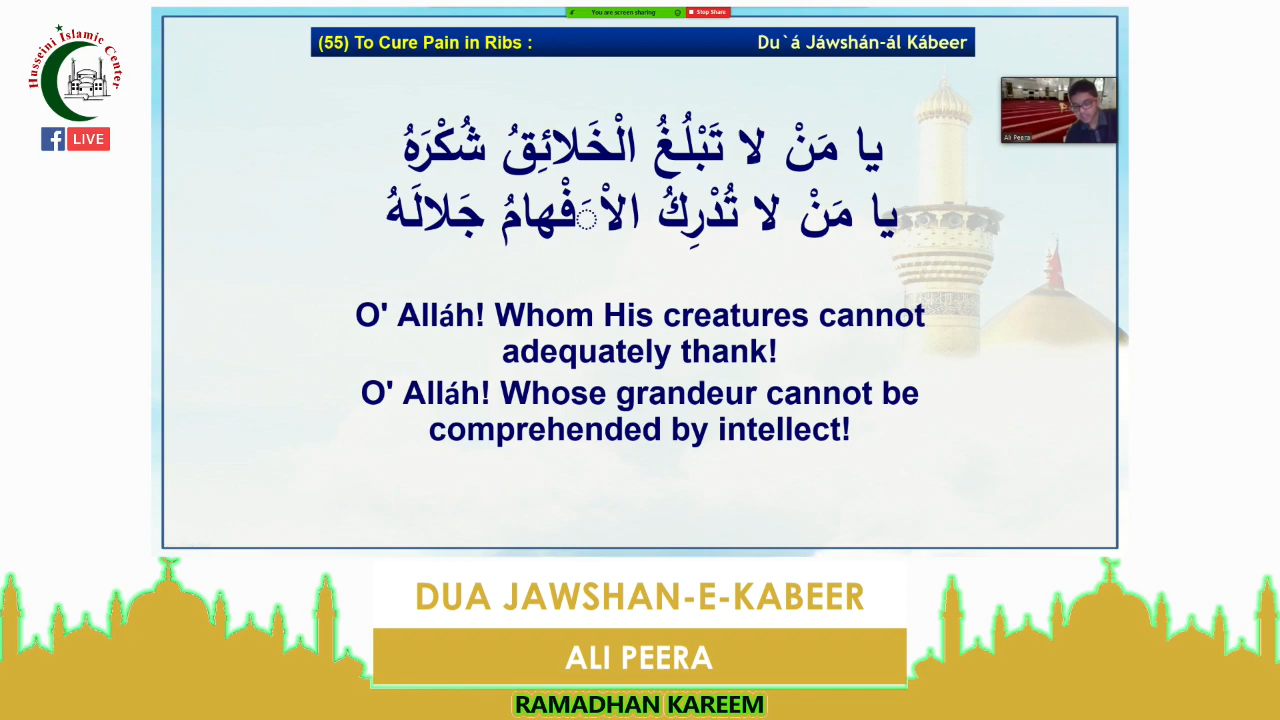 You are screen sharing
Stop Share
Husseini Islamic Center
(55) To Cure Pain in Ribs :
Du`á Jáwshán-ál Kábeer
Ali Peera
LIVE
يا مَنْ لا تَبْلُغُ الْخَلائِقُ شُكْرَهُ
يا مَنْ لا تُدْرِكُ الاْ◌َفْهامُ جَلالَهُ
O' Alláh! Whom His creatures cannot
adequately thank!
O' Alláh! Whose grandeur cannot be
comprehended by intellect!
DUA JAWSHAN-E-KABEER
ALI PEERA
RAMADHAN KAREEM